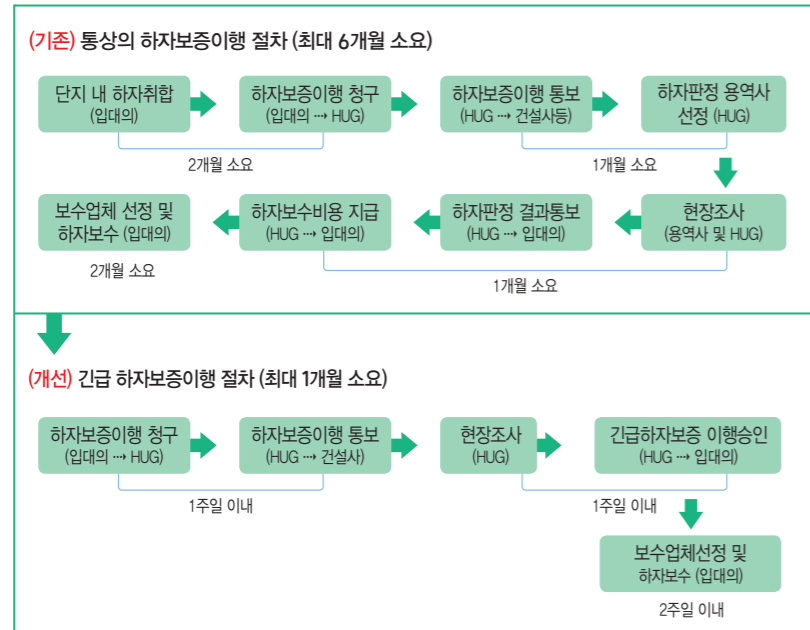 (기존) 통상의 하자보증이행 절차 (최대 6개월 소요)
단지 내 하자취합
(입대의)
하자보증이행 청구
(입대의 ⇢ HUG)
하자보증이행 통보
(HUG ⇢ 건설사등)
하자판정 용역사
선정 (HUG)
2개월 소요
1개월 소요
현장조사
(용역사 및 HUG)
하자판정 결과통보
(HUG ⇢ 입대의)
하자보수비용 지급
(HUG ⇢ 입대의)
보수업체 선정 및
하자보수 (입대의)
2개월 소요
1개월 소요
(개선) 긴급 하자보증이행 절차 (최대 1개월 소요)
하자보증이행 청구
(입대의 ⇢ HUG)
하자보증이행 통보
(HUG ⇢ 건설사)
현장조사
(HUG)
긴급하자보증 이행승인
(HUG ⇢ 입대의)
1주일 이내
1주일 이내
보수업체선정 및
하자보수 (입대의)
2주일 이내